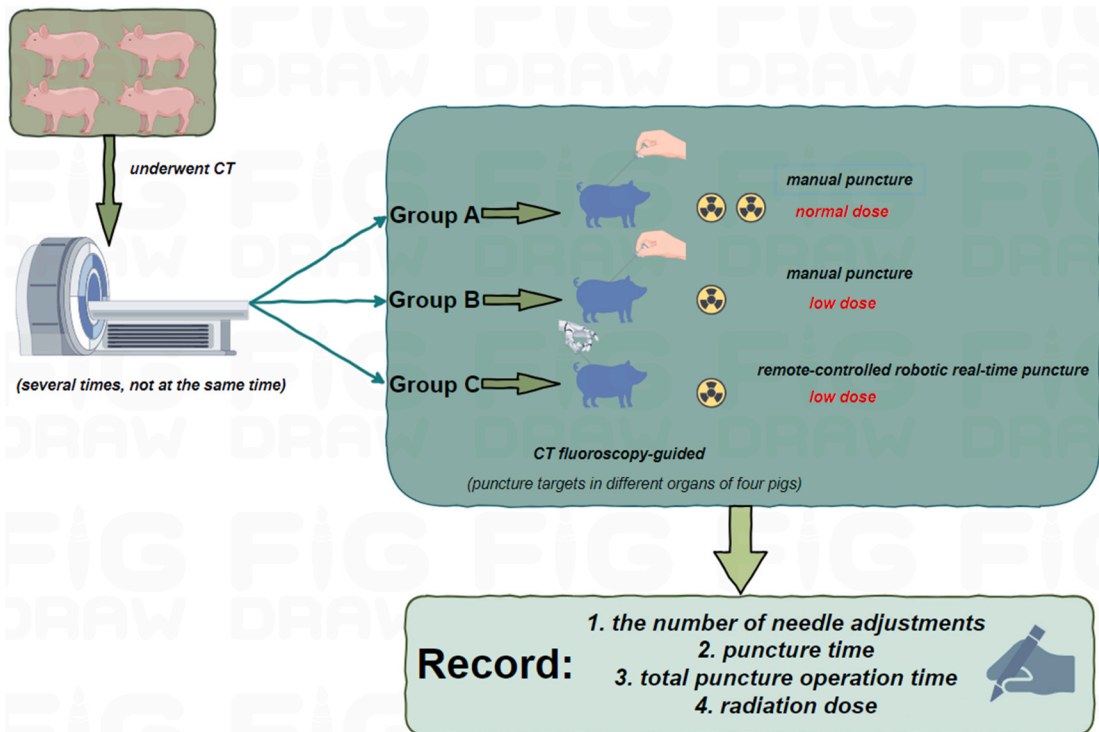 underwent CT
(several times, not at the same time)
Group A
manual puncture
normal dose
Group B
manual puncture
low dose
Group C
remote-controlled robotic real-time puncture
low dose
CT fluoroscopy-guided
(puncture targets in different organs of four pigs)
Record:
1. the number of needle adjustments
2. puncture time
3. total puncture operation time
4. radiation dose
FIG DRAW